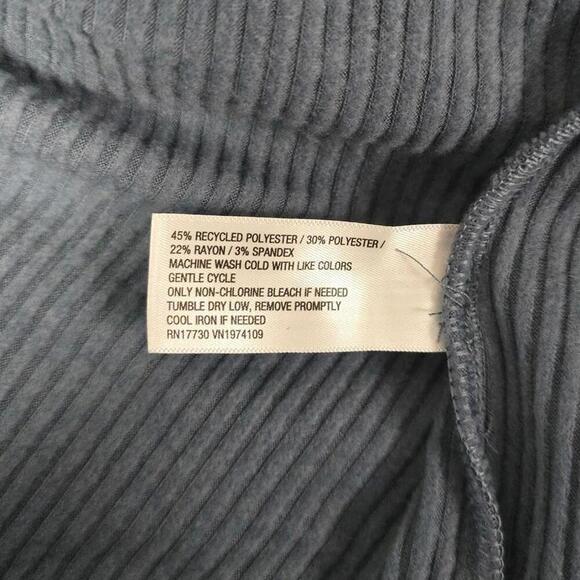 45% RECYCLED POLYESTER / 30% POLYESTER /
22% RAYON / 3% SPANDEX
MACHINE WASH COLD WITH LIKE COLORS
GENTLE CYCLE
ONLY NON-CHLORINE BLEACH IF NEEDED
TUMBLE DRY LOW, REMOVE PROMPTLY
COOL IRON IF NEEDED
RN17730 VN1974109